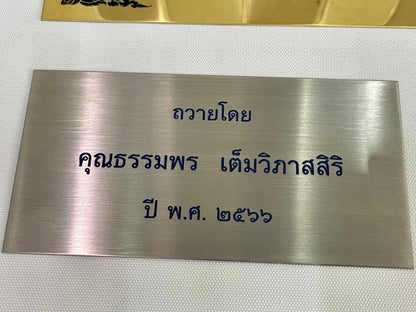 ถวายโดย
คุณธรรมพร เต็มวิภาสสิริ
ปี พ.ศ. ๒๕๖๖